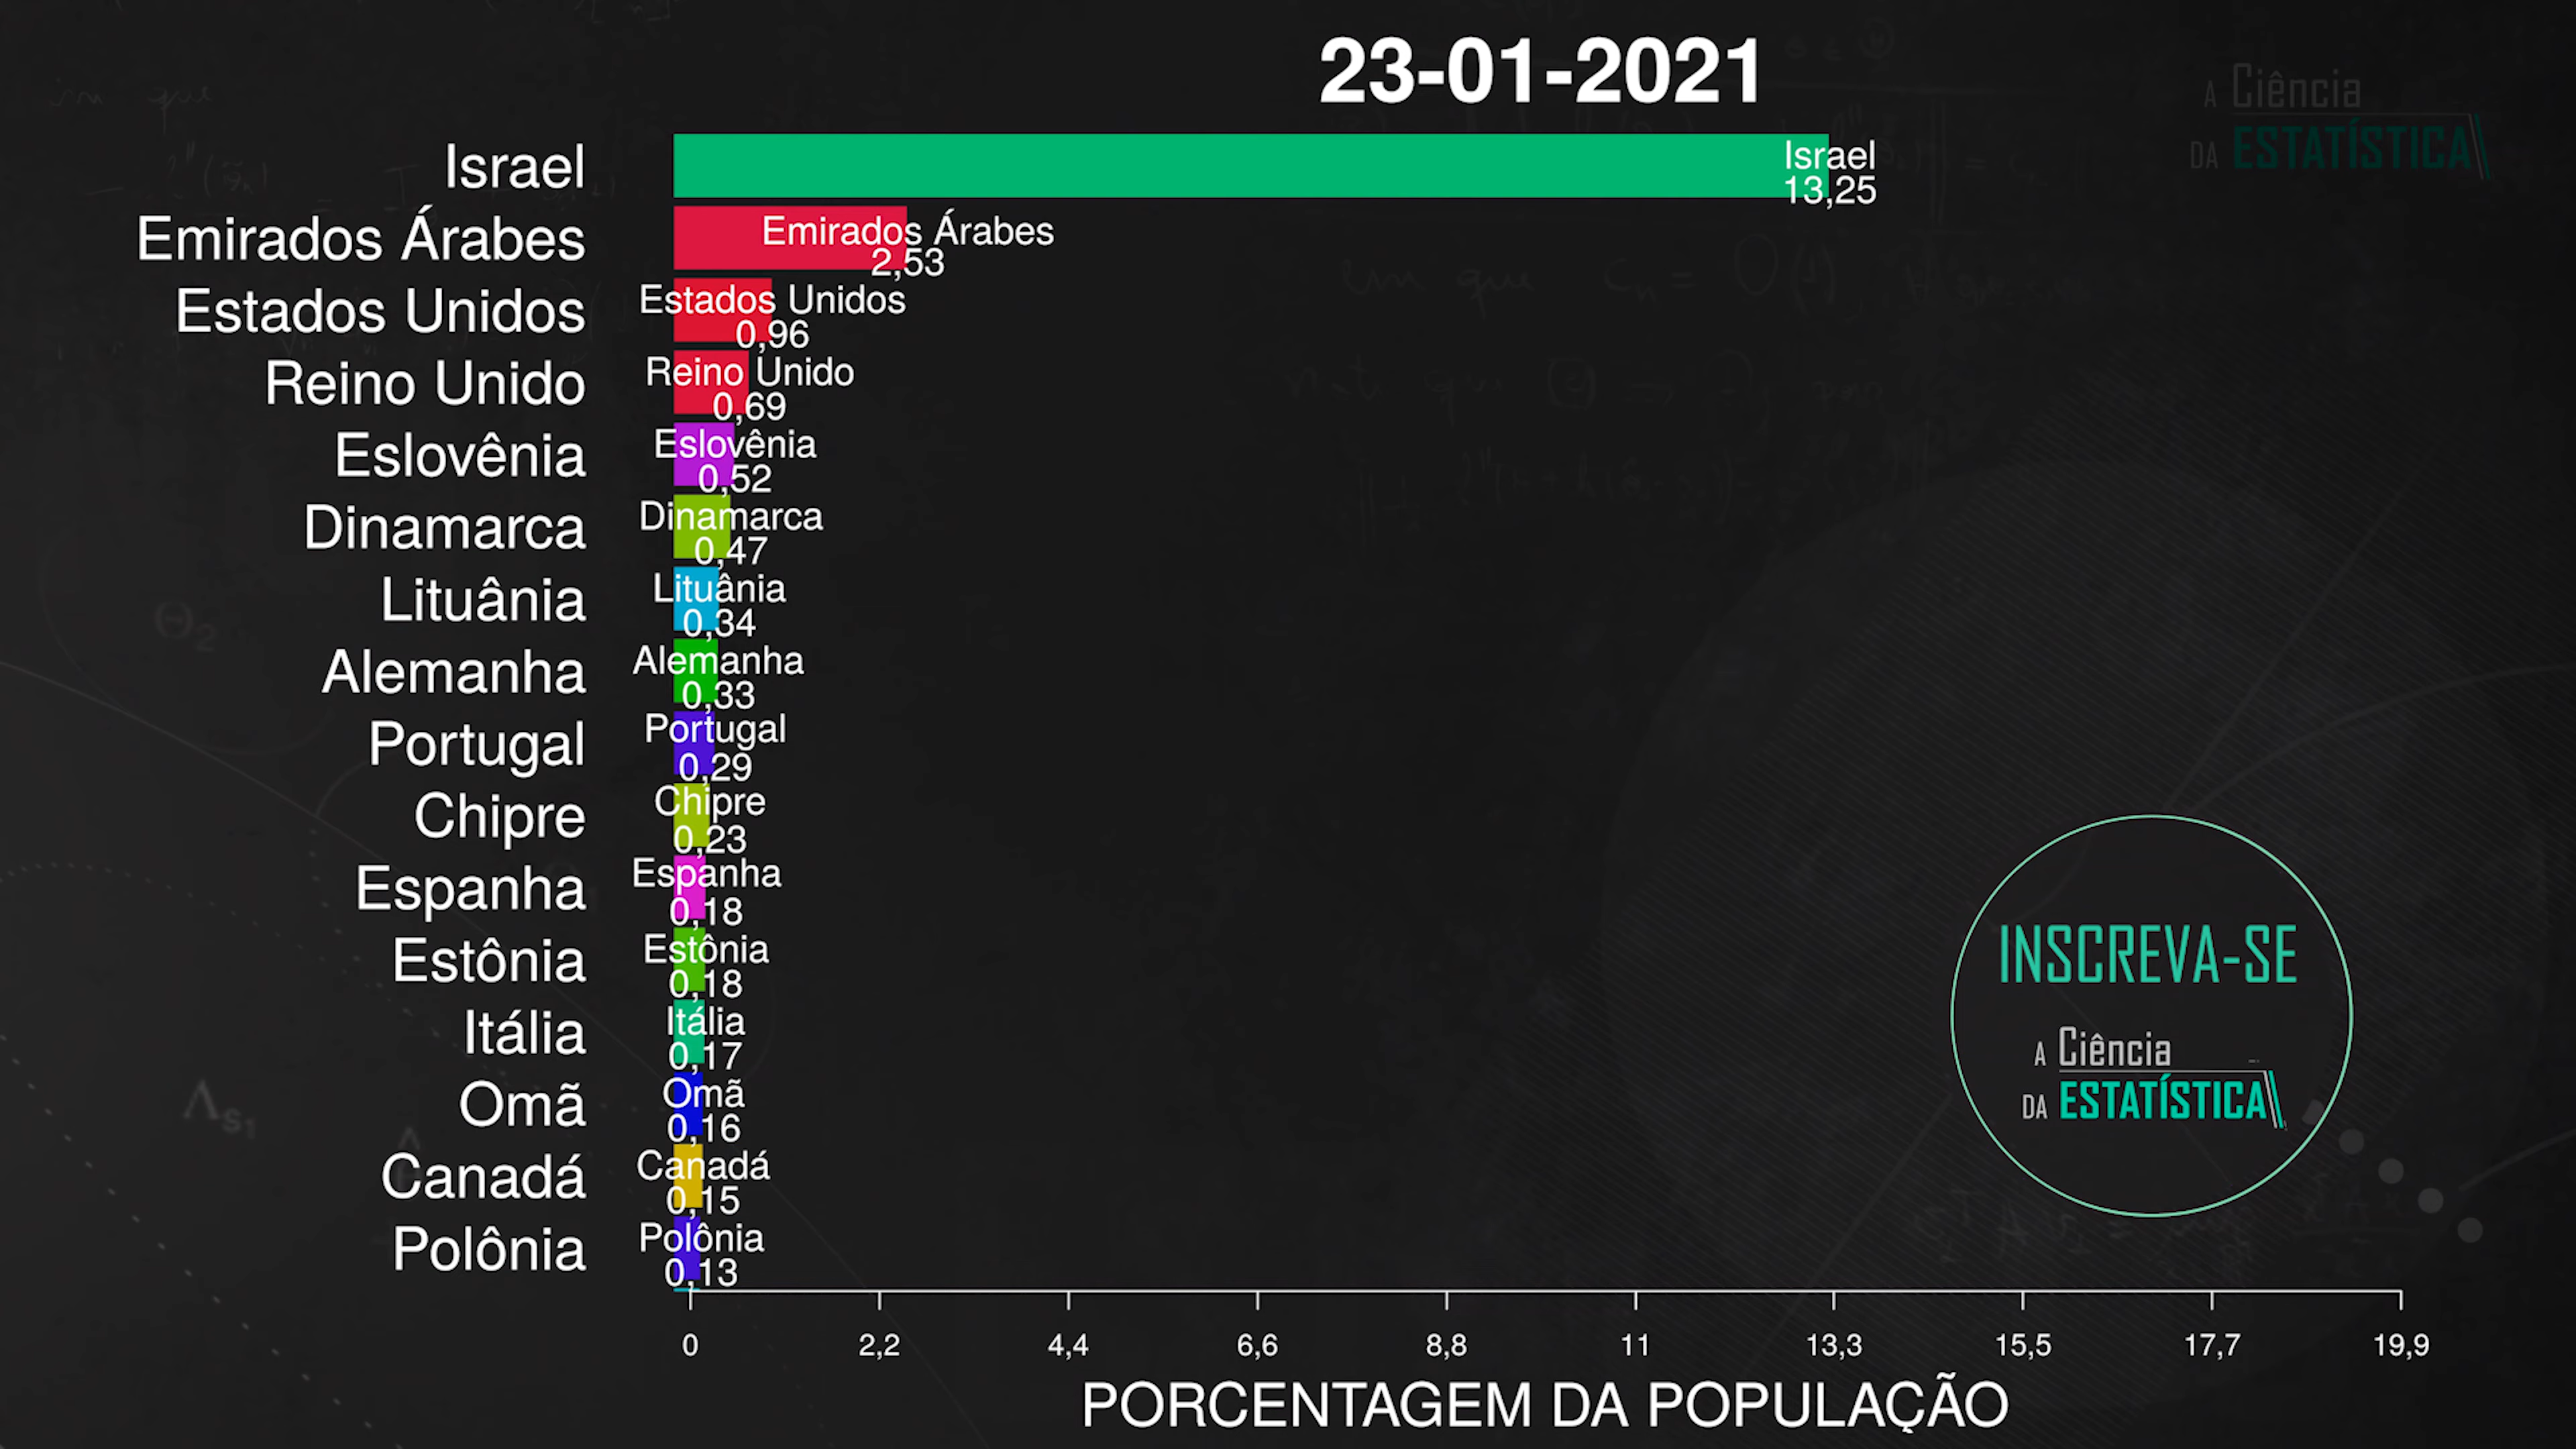 23-01-2021
A Ciência
DA ESTATÍSTICA
Israel
Israel
13,25
Emirados Árabes
Emirados Árabes
2,53
Estados Unidos
Estados Unidos
0,96
Reino Unido
Reino Unido
0,69
Eslovênia
Eslovênia
0,52
Dinamarca
Dinamarca
0,47
Lituânia
Lituânia
0,34
Alemanha
Alemanha
0,33
Portugal
Portugal
0,29
Chipre
Chipre
0,23
Espanha
Espanha
0,18
Estônia
Estônia
0,18
Itália
Itália
0,17
Omã
Omã
0,16
Canadá
Canadá
0,15
Polônia
Polônia
0,13
INSCREVA-SE
A Ciência
DA ESTATÍSTICA
0 2,2 4,4 6,6 8,8 11 13,3 15,5 17,7 19,9
PORCENTAGEM DA POPULAÇÃO